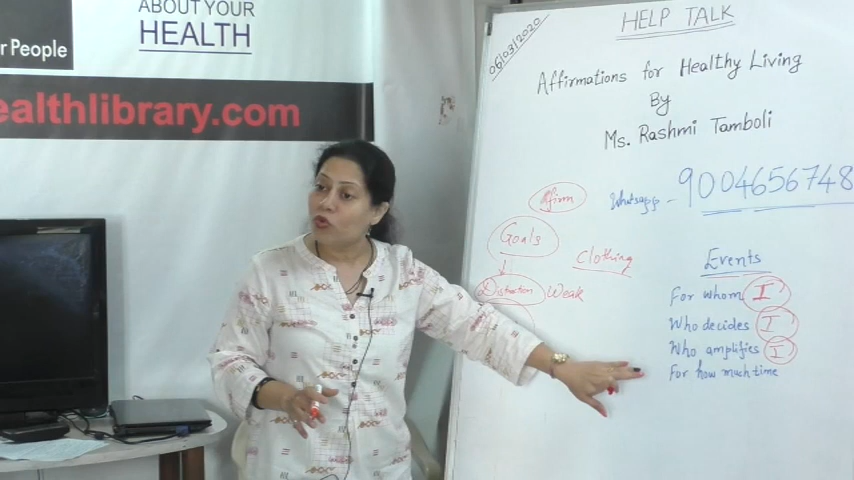 ABOUT YOUR
HEALTH
r People
ealthlibrary.com
06/03/2020
HELP TALK
Affirmations for Healthy Living
By
Ms. Rashmi Tamboli
Whatsapp - 9004656748
Affirm
Goals
Clothing
Weak
Events
For whom I
Who decides I
Who amplifies I
For how much time